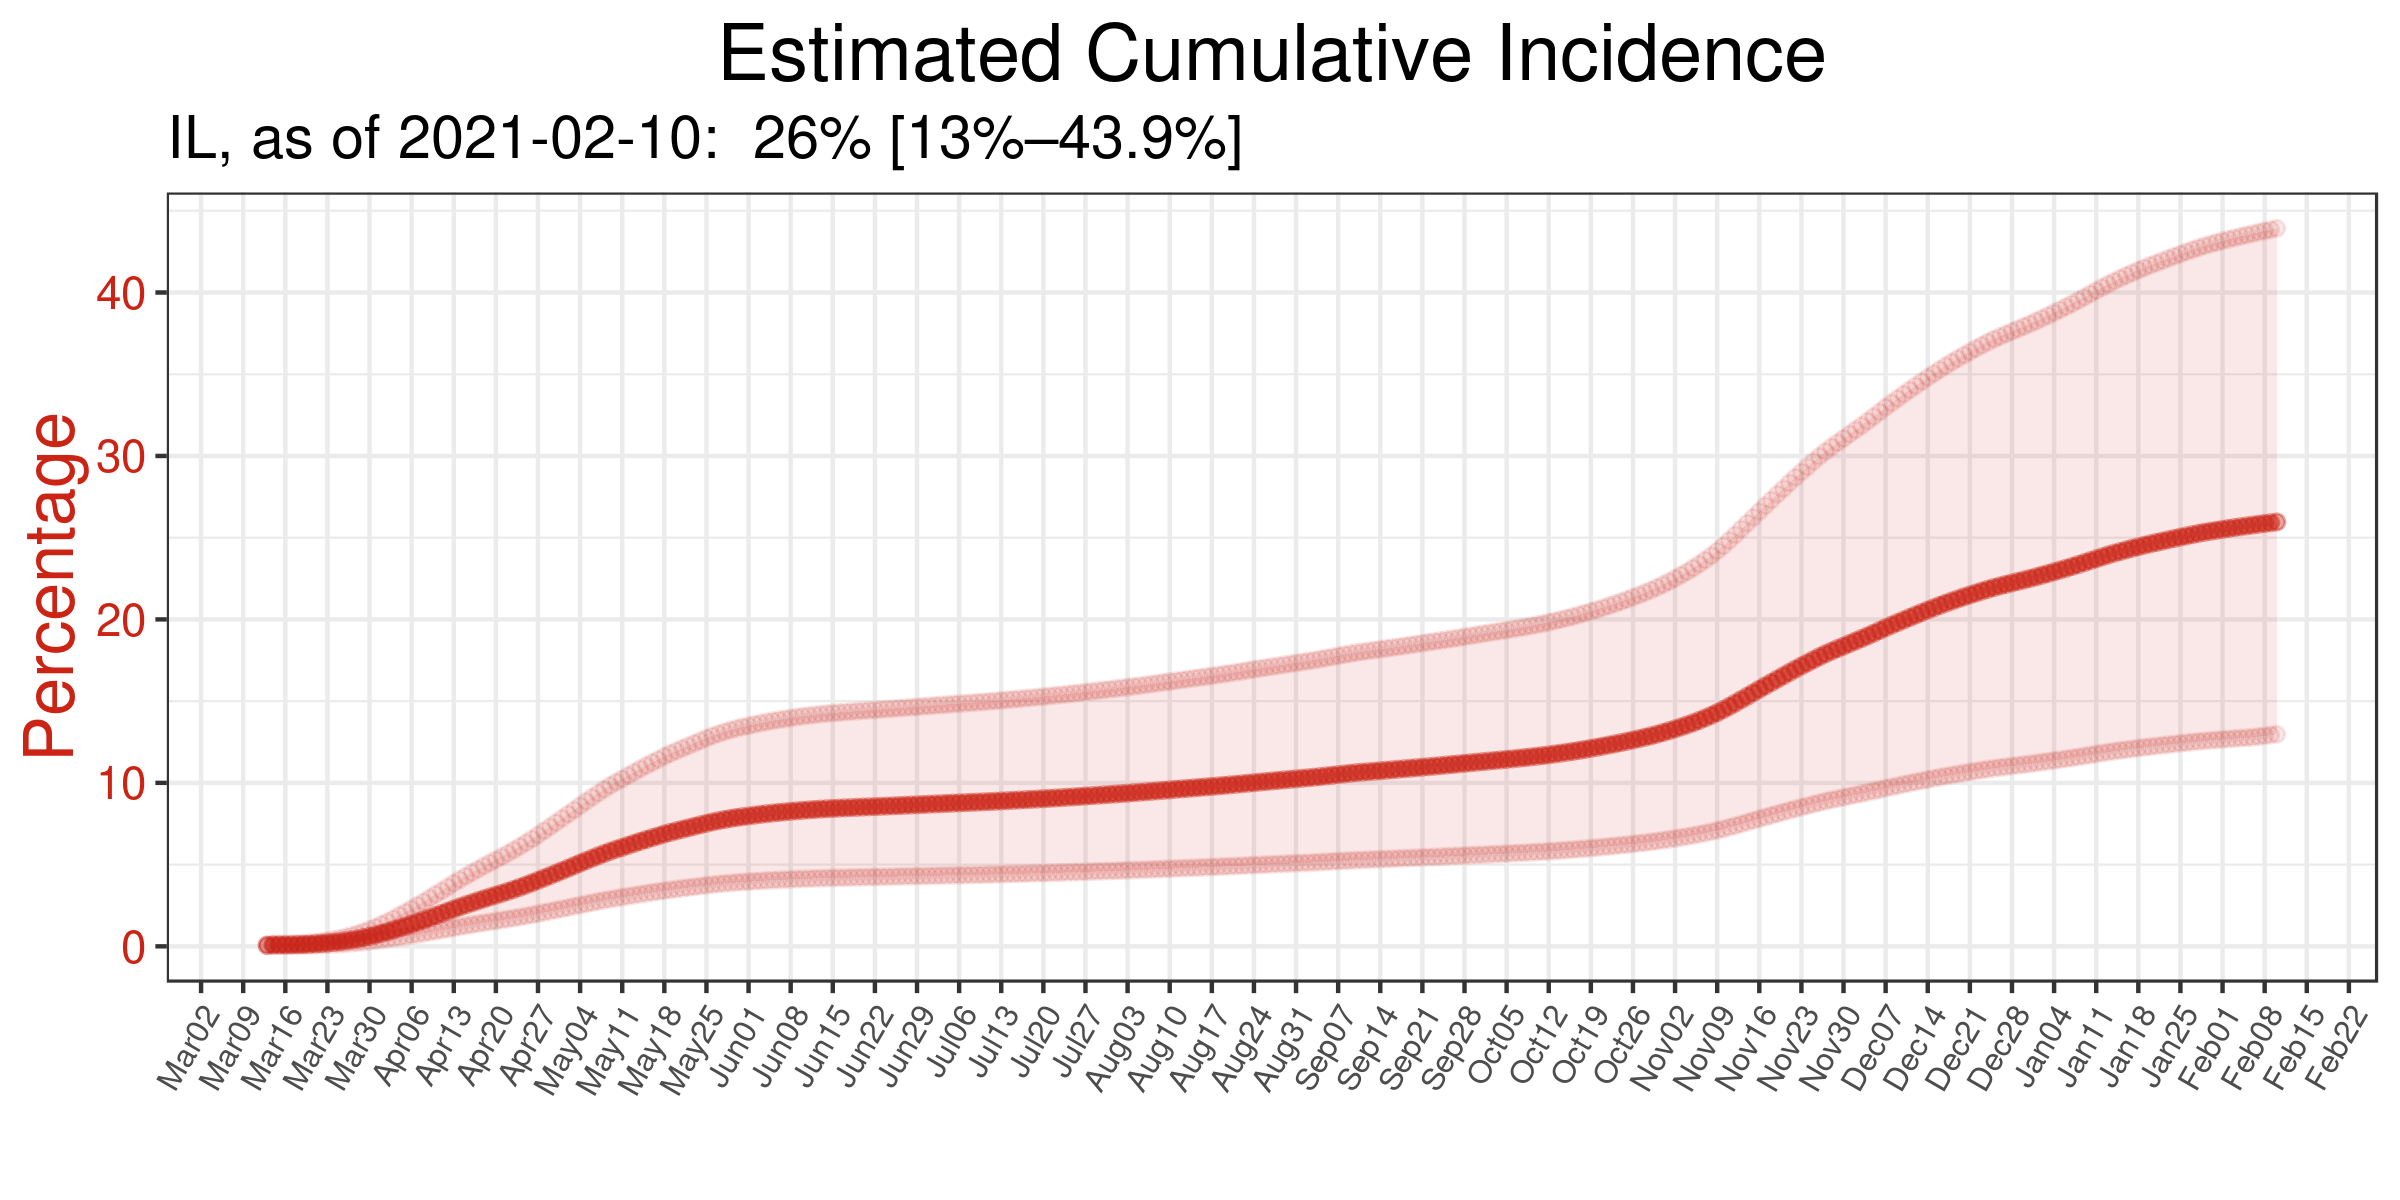 Estimated Cumulative Incidence
IL, as of 2021-02-10:  26% [13%–43.9%]
Percentage
40
30
20
10
0
Mar02
Mar09
Mar16
Mar23
Mar30
Apr06
Apr13
Apr20
Apr27
May04
May11
May18
May25
Jun01
Jun08
Jun15
Jun22
Jun29
Jul06
Jul13
Jul20
Jul27
Aug03
Aug10
Aug17
Aug24
Aug31
Sep07
Sep14
Sep21
Sep28
Oct05
Oct12
Oct19
Oct26
Nov02
Nov09
Nov16
Nov23
Nov30
Dec07
Dec14
Dec21
Dec28
Jan04
Jan11
Jan18
Jan25
Feb01
Feb08
Feb15
Feb22